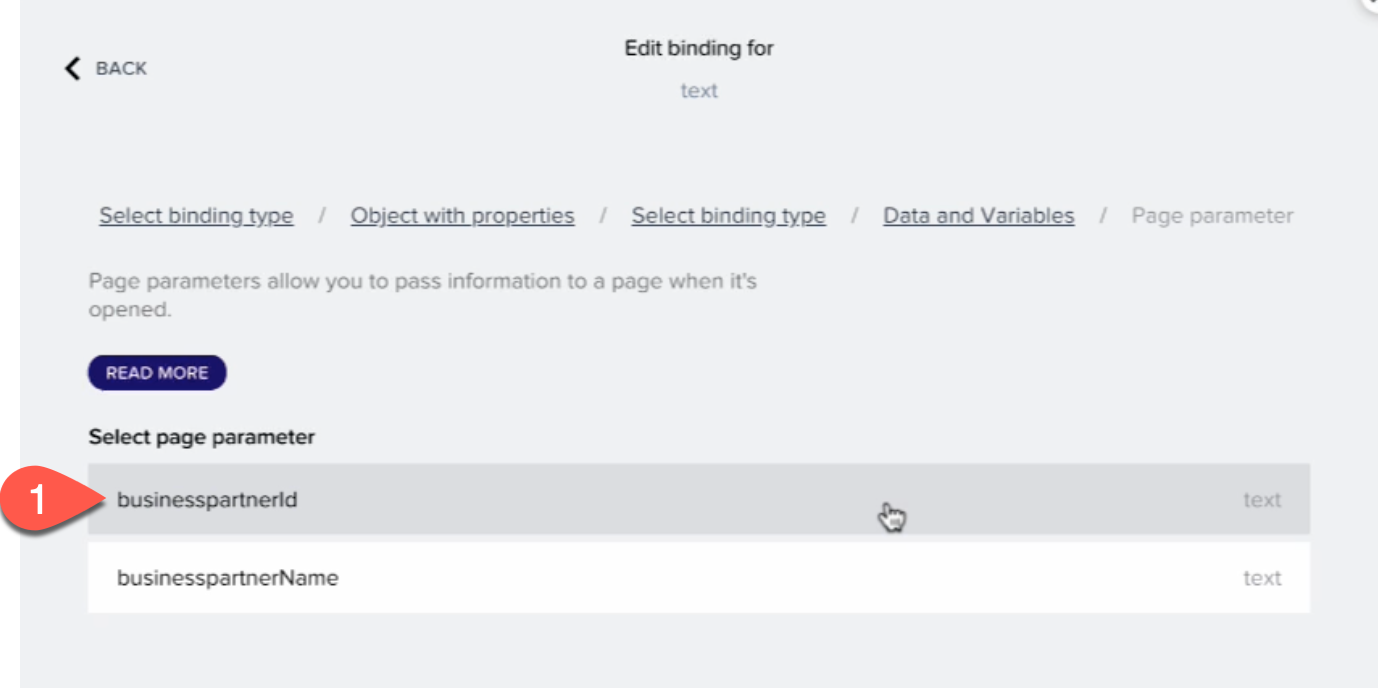 BACK
Edit binding for
text
Select binding type / Object with properties / Select binding type / Data and Variables / Page parameter
Page parameters allow you to pass information to a page when it's
opened.
READ MORE
Select page parameter
1
businesspartnerId text
businesspartnerName text